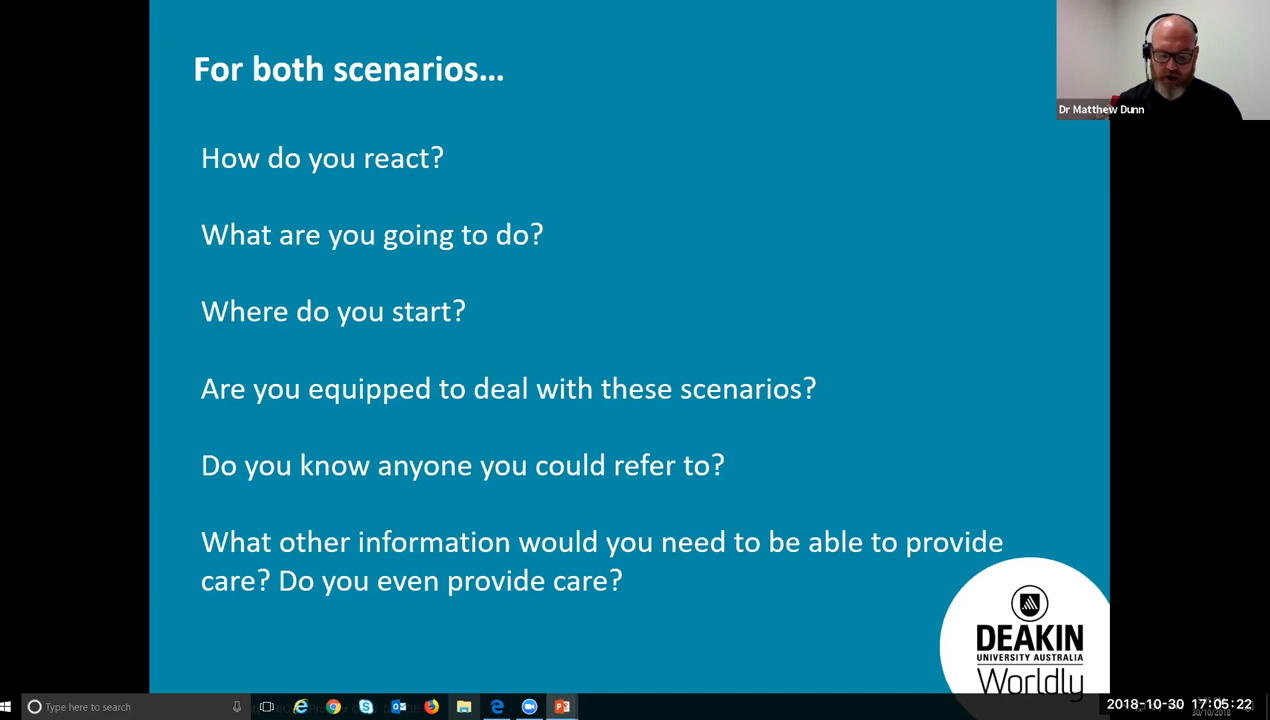 For both scenarios...
Dr Matthew Dunn
How do you react?
What are you going to do?
Where do you start?
Are you equipped to deal with these scenarios?
Do you know anyone you could refer to?
What other information would you need to be able to provide
care? Do you even provide care?
DEAKIN
UNIVERSITY AUSTRALIA
Worldly
Type here to search
2018-10-30 17:05:22
30/10/2018